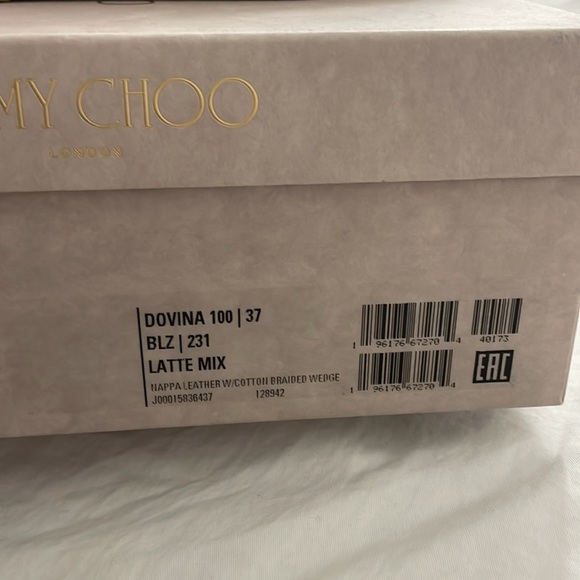 MY CHOO
LONDON
DOVINA 100 | 37
BLZ | 231
LATTE MIX
NAPPA LEATHER W/COTTON BRAIDED WEDGE
J00015836437 128942
1 96176 67270 4
40173
1 96176 67270 4
EAC